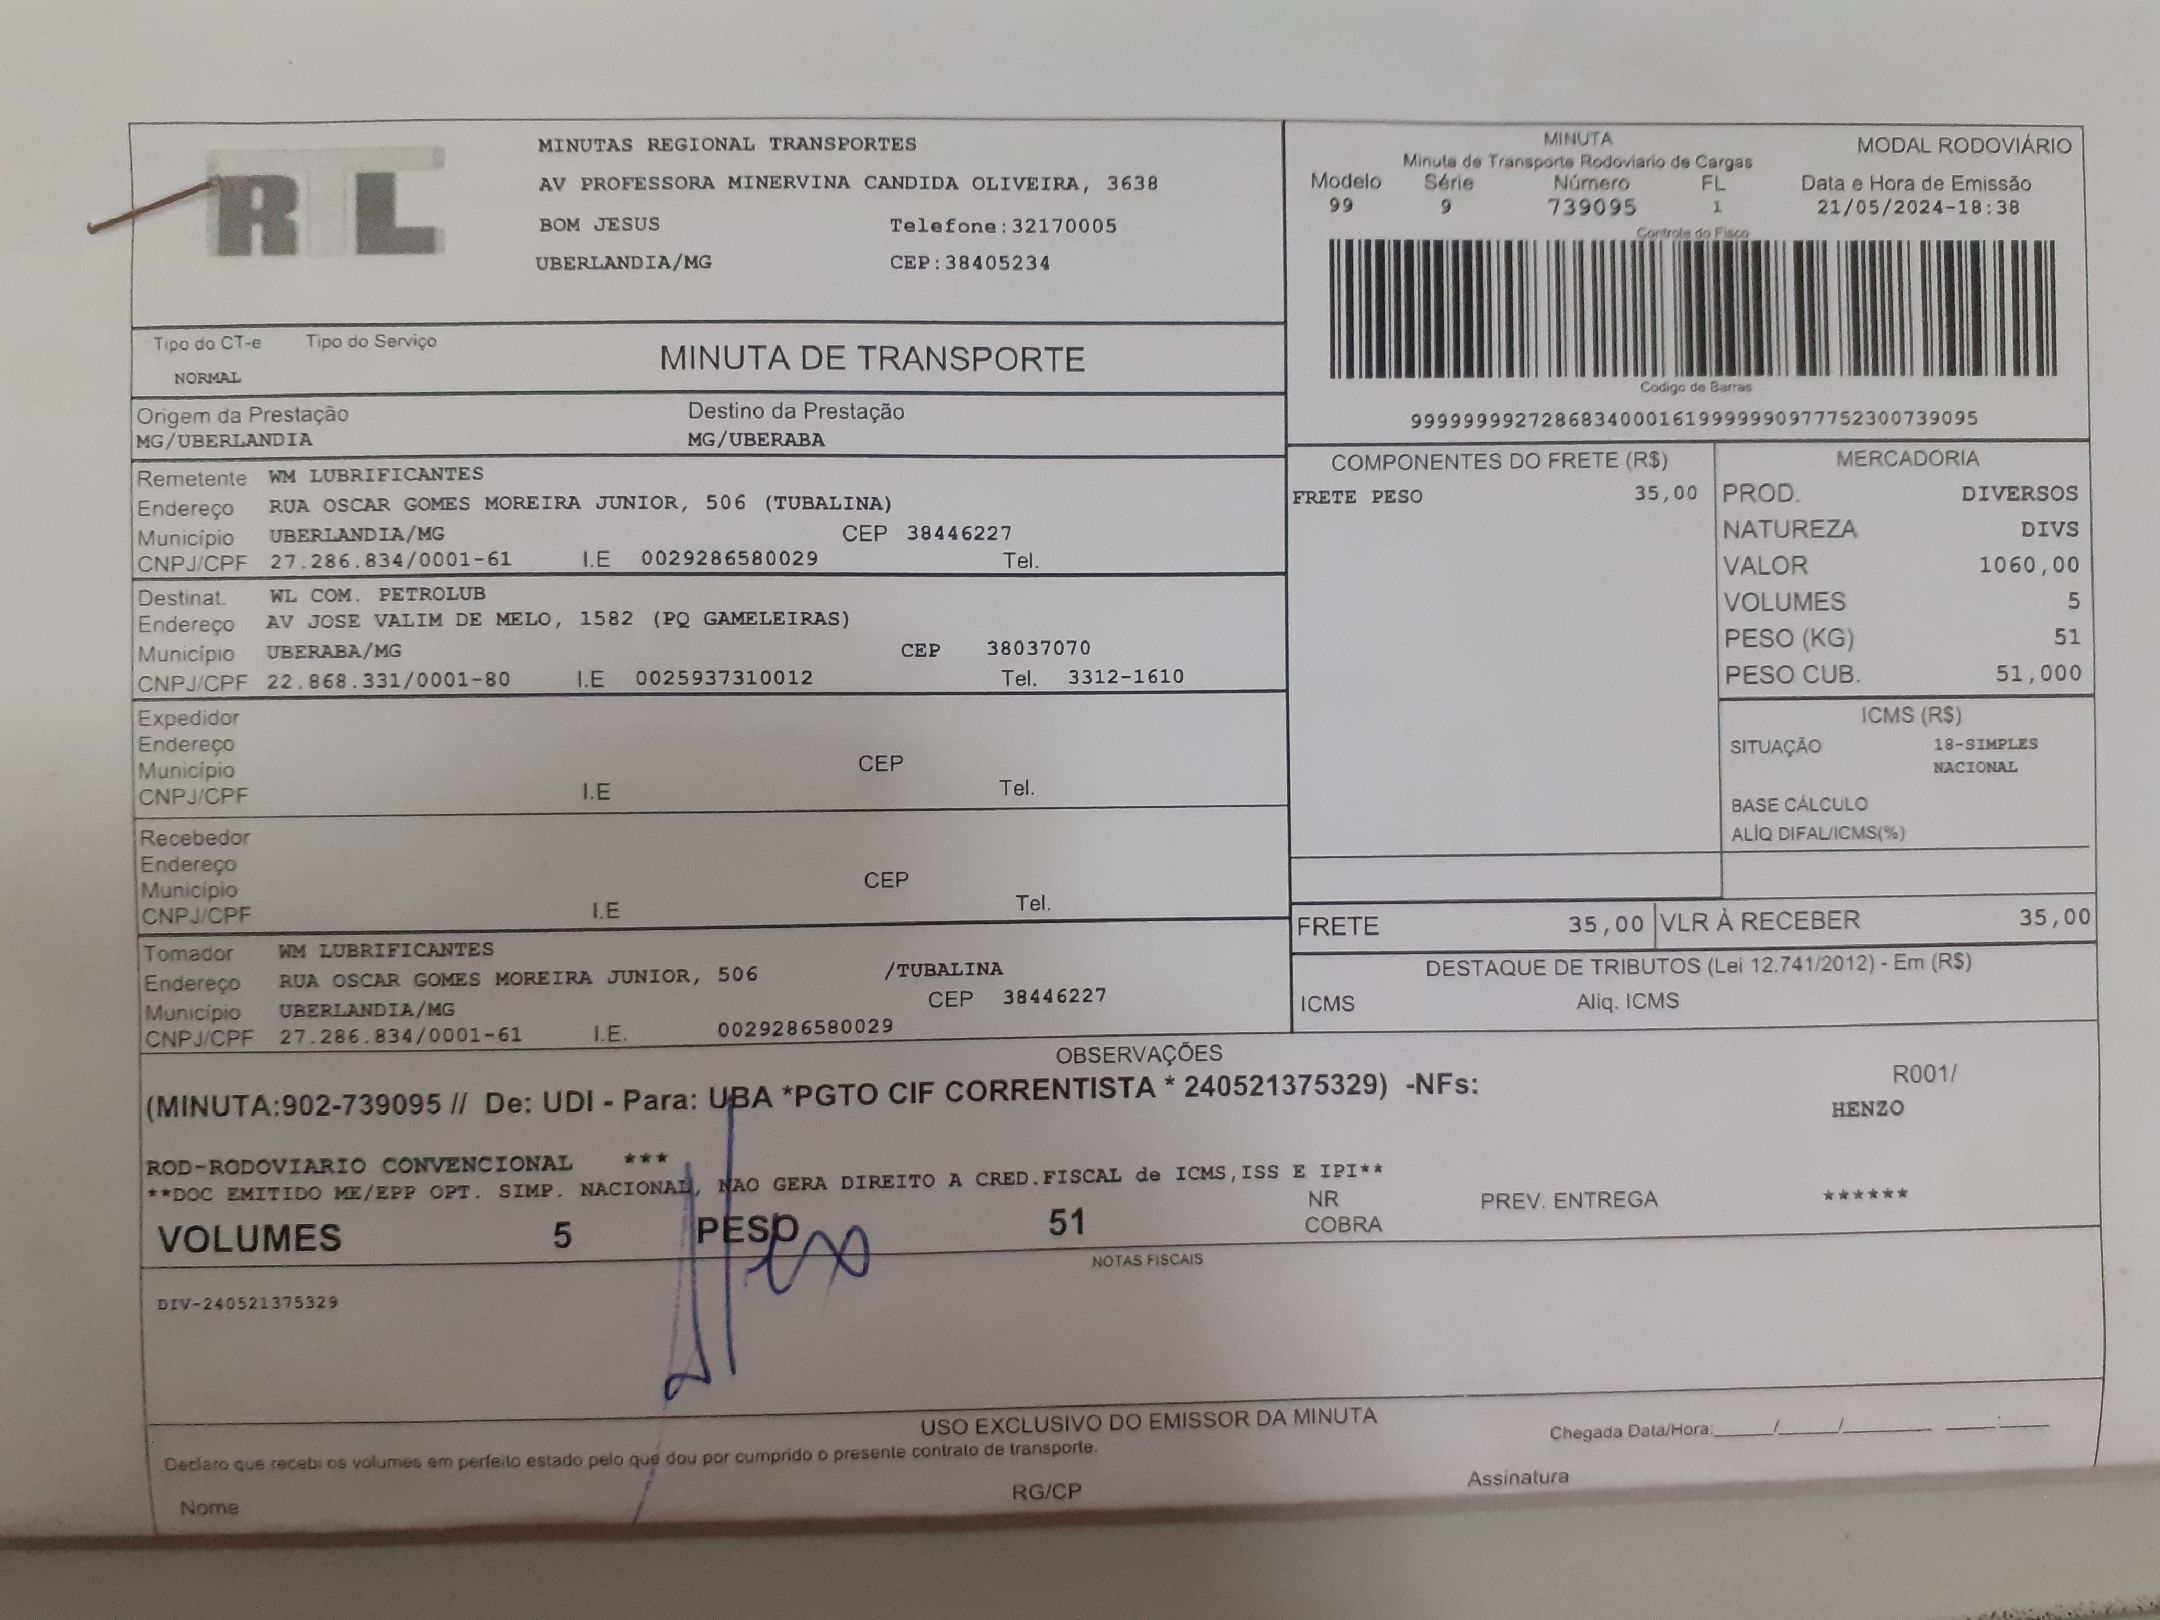 RTL
MINUTAS REGIONAL TRANSPORTES
AV PROFESSORA MINERVINA CANDIDA OLIVEIRA, 3638
BOM JESUS Telefone:32170005
UBERLANDIA/MG CEP:38405234
MINUTA
MODAL RODOVIÁRIO
Minuta de Transporte Rodoviario de Cargas
Modelo Série Número FL Data e Hora de Emissão
99 9 739095 1 21/05/2024-18:38
Controle do Fisco
Codigo de Barras
99999999272868340001619999999097775230073​9095
Tipo do CT-e Tipo do Serviço
NORMAL
MINUTA DE TRANSPORTE
Origem da Prestação Destino da Prestação
MG/UBERLANDIA MG/UBERABA
Remetente WM LUBRIFICANTES
Endereço RUA OSCAR GOMES MOREIRA JUNIOR, 506 (TUBALINA)
Município UBERLANDIA/MG CEP 38446227
CNPJ/CPF 27.286.834/0001-61 I.E 0029286580029 Tel.
Destinat. WL COM. PETROLUB
Endereço AV JOSE VALIM DE MELO, 1582 (PQ GAMELEIRAS)
Município UBERABA/MG CEP 38037070
CNPJ/CPF 22.868.331/0001-80 I.E 0025937310012 Tel. 3312-1610
Expedidor
Endereço
Município CEP
CNPJ/CPF I.E Tel.
Recebedor
Endereço
Município CEP
CNPJ/CPF I.E Tel.
Tomador WM LUBRIFICANTES
Endereço RUA OSCAR GOMES MOREIRA JUNIOR, 506 /TUBALINA
Município UBERLANDIA/MG CEP 38446227
CNPJ/CPF 27.286.834/0001-61 I.E. 0029286580029
COMPONENTES DO FRETE (R$)
FRETE PESO 35,00
MERCADORIA
PROD. DIVERSOS
NATUREZA DIVS
VALOR 1060,00
VOLUMES 5
PESO (KG) 51
PESO CUB. 51,000
ICMS (R$)
SITUAÇÃO 18-SIMPLES
NACIONAL
BASE CÁLCULO
ALÍQ DIFAL/ICMS(%)
FRETE 35,00 VLR À RECEBER 35,00
DESTAQUE DE TRIBUTOS (Lei 12.741/2012) - Em (R$)
ICMS Aliq. ICMS
OBSERVAÇÕES
(MINUTA:902-739095 // De: UDI - Para: UBA *PGTO CIF CORRENTISTA * 240521375329) -NFs:
R001/
HENZO
ROD-RODOVIARIO CONVENCIONAL ***
**DOC EMITIDO ME/EPP OPT. SIMP. NACIONAL, NAO GERA DIREITO A CRED.FISCAL de ICMS,ISS E IPI**
VOLUMES 5 PESO 51 NR COBRA PREV. ENTREGA ******
NOTAS FISCAIS
DIV-240521375329
USO EXCLUSIVO DO EMISSOR DA MINUTA
Declaro que recebi os volumes em perfeito estado pelo que dou por cumprido o presente contrato de transporte.
Chegada Data/Hora:_____/_____/_______ ____:____
Nome RG/CP Assinatura